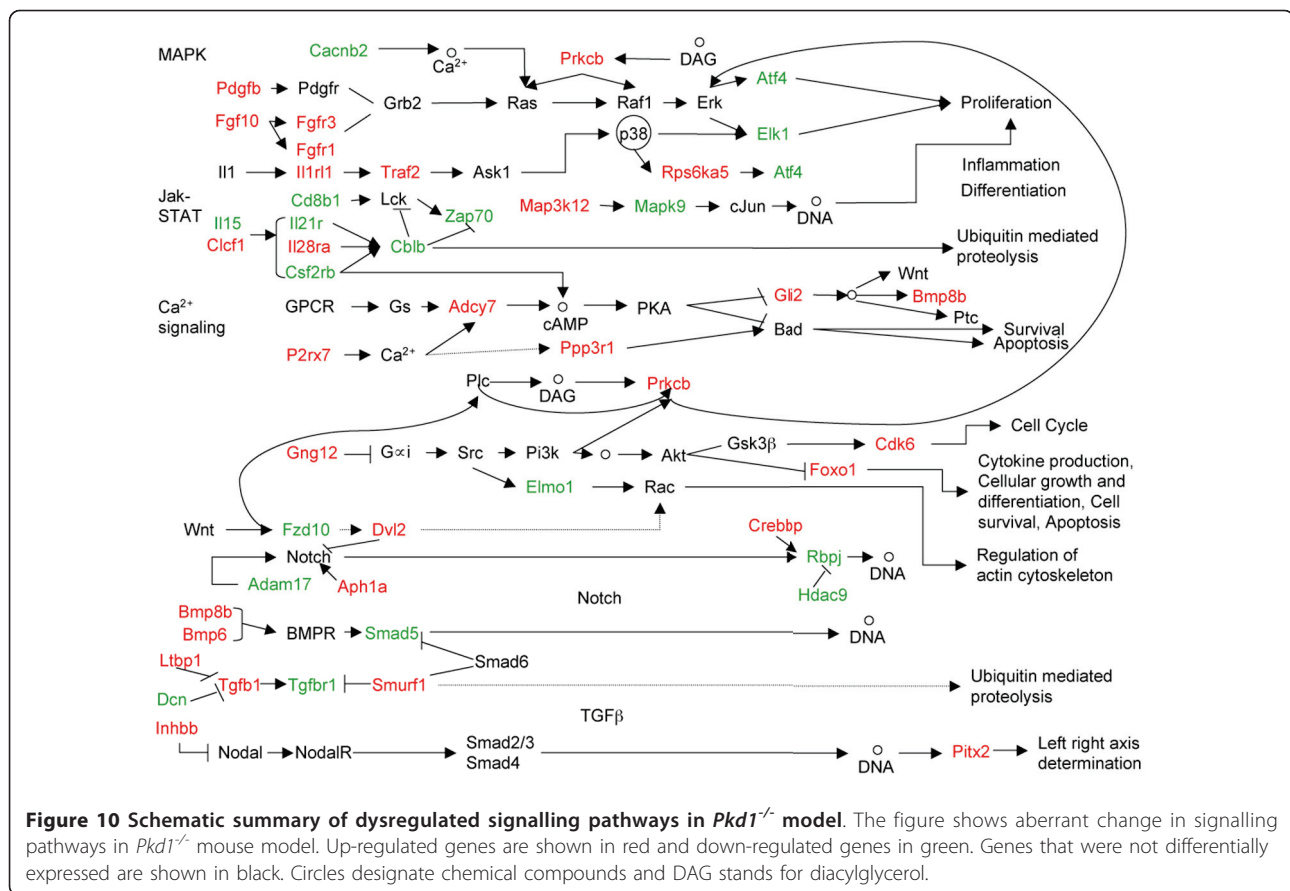 MAPK
Cacnb2
Ca2+
Prkcb
DAG
Pdgfb
Pdgfr
Grb2
Ras
Raf1
Erk
Atf4
Proliferation
Fgf10
Fgfr3
Fgfr1
p38
Elk1
Il1
Il1rl1
Traf2
Ask1
Rps6ka5
Atf4
Inflammation
Differentiation
Jak-
STAT
Cd8b1
Lck
Zap70
Map3k12
Mapk9
cJun
DNA
Il15
Clcf1
Il21r
Il28ra
Csf2rb
Cblb
Ubiquitin mediated
proteolysis
Ca2+
signaling
GPCR
Gs
Adcy7
cAMP
PKA
Gli2
Wnt
Bmp8b
Ptc
Bad
Survival
Apoptosis
P2rx7
Ca2+
Ppp3r1
Plc
DAG
Prkcb
Gng12
G∝i
Src
Pi3k
Akt
Gsk3β
Cdk6
Cell Cycle
Foxo1
Cytokine production,
Cellular growth and
differentiation, Cell
survival, Apoptosis
Elmo1
Rac
Wnt
Fzd10
Dvl2
Notch
Crebbp
Rbpj
DNA
Regulation of
actin cytoskeleton
Adam17
Aph1a
Hdac9
Notch
Bmp8b
Bmp6
BMPR
Smad5
DNA
Smad6
Ltbp1
Dcn
Tgfb1
Tgfbr1
Smurf1
Ubiquitin mediated
proteolysis
TGFβ
Inhbb
Nodal
NodalR
Smad2/3
Smad4
DNA
Pitx2
Left right axis
determination
Figure 10 Schematic summary of dysregulated signalling pathways in Pkd1-/- model. The figure shows aberrant change in signalling
pathways in Pkd1-/- mouse model. Up-regulated genes are shown in red and down-regulated genes in green. Genes that were not differentially
expressed are shown in black. Circles designate chemical compounds and DAG stands for diacylglycerol.